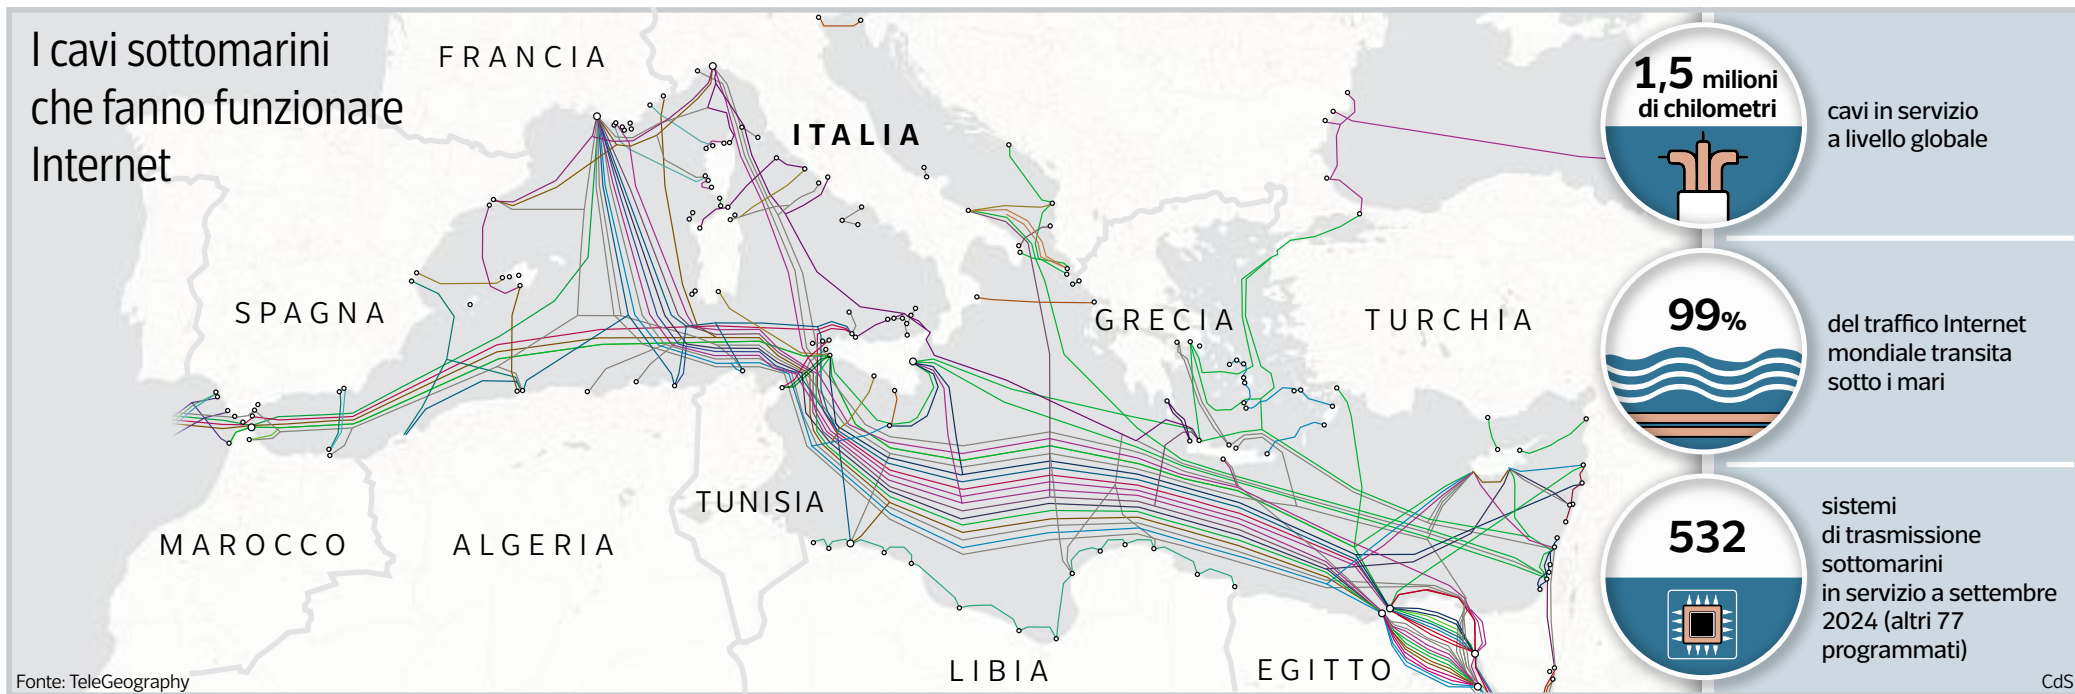 I cavi sottomarini
che fanno funzionare
Internet
FRANCIA
ITALIA
SPAGNA
GRECIA
TURCHIA
TUNISIA
MAROCCO
ALGERIA
LIBIA
EGITTO
1,5 milioni
di chilometri
cavi in servizio
a livello globale
99%
del traffico Internet
mondiale transita
sotto i mari
532
sistemi
di trasmissione
sottomarini
in servizio a settembre
2024 (altri 77
programmati)
Fonte: TeleGeography
CdS